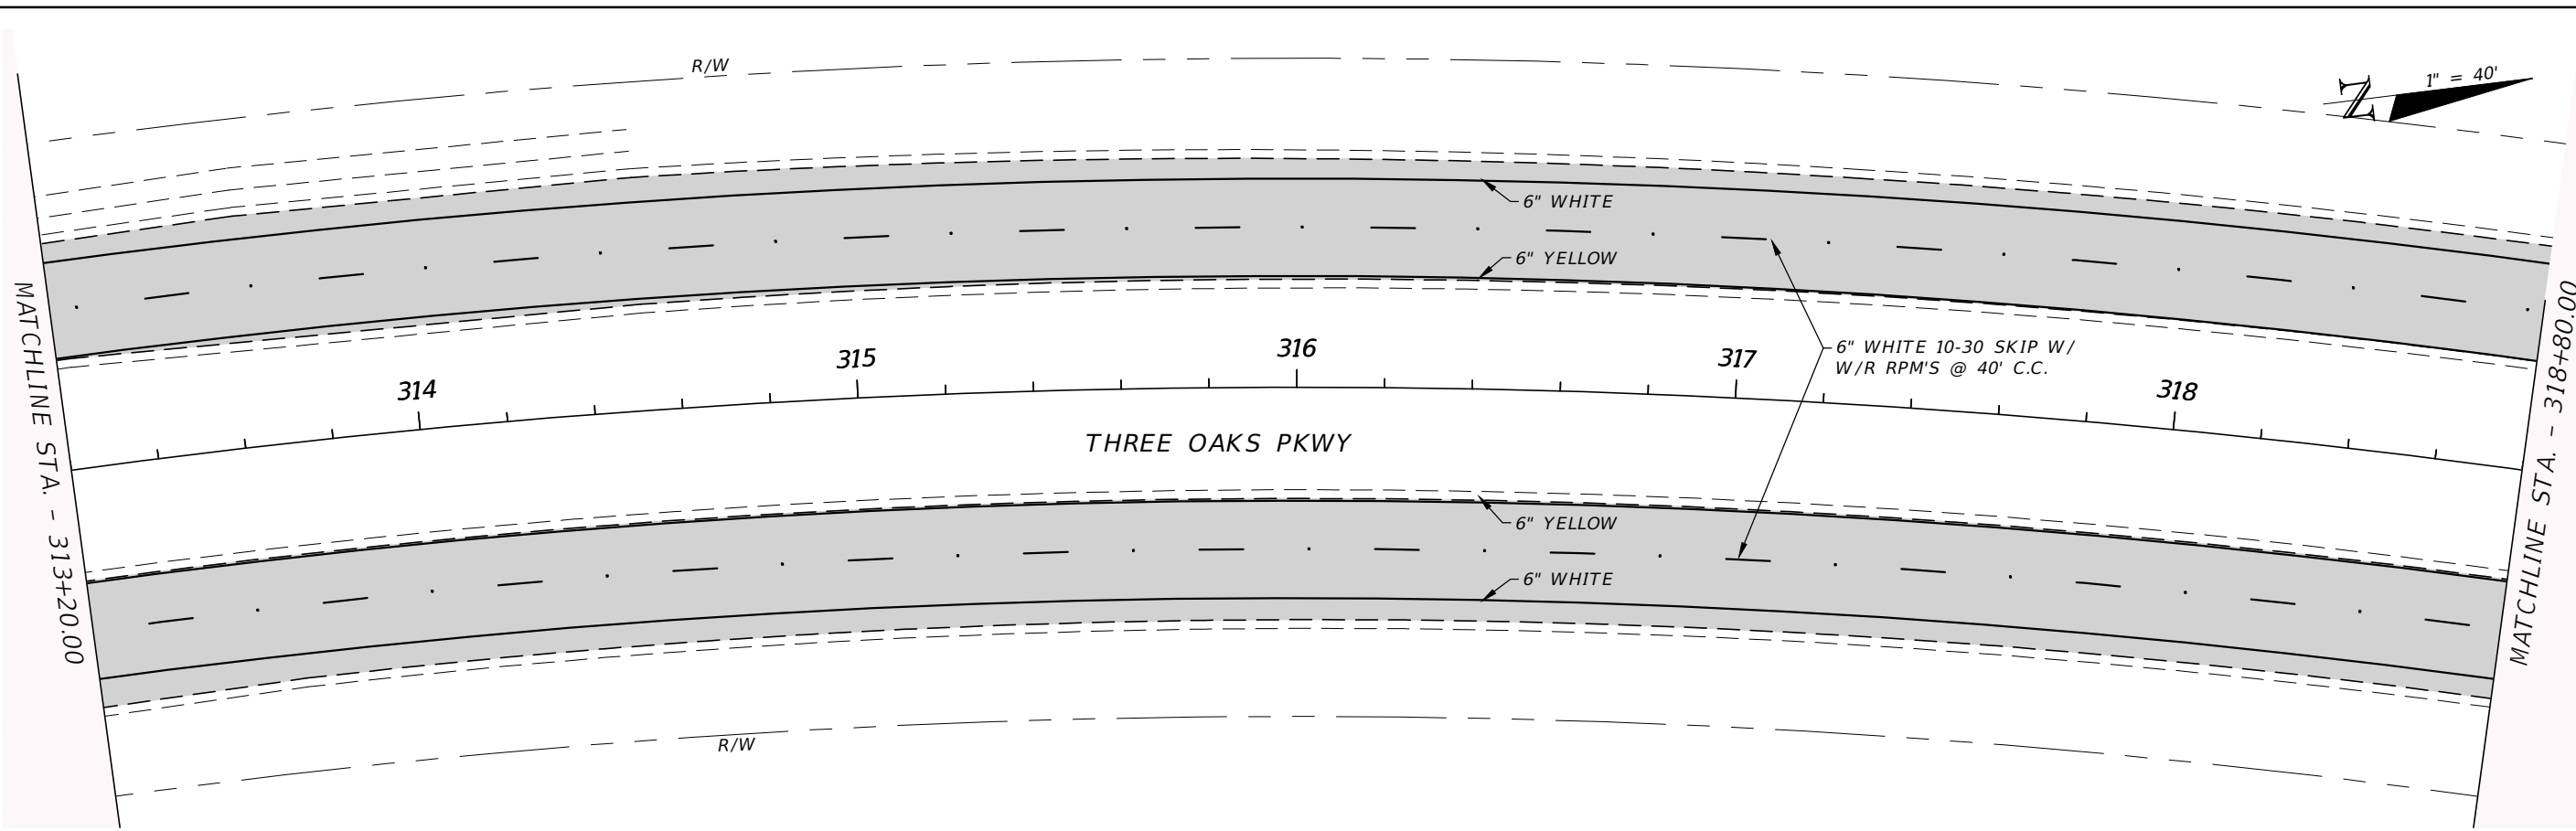 R/W
N
1" = 40'
6" WHITE
6" YELLOW
MATCHLINE STA. - 313+20.00
314
315
316
317
318
6" WHITE 10-30 SKIP W/
W/R RPM'S @ 40' C.C.
MATCHLINE STA. - 318+80.00
THREE OAKS PKWY
6" YELLOW
6" WHITE
R/W